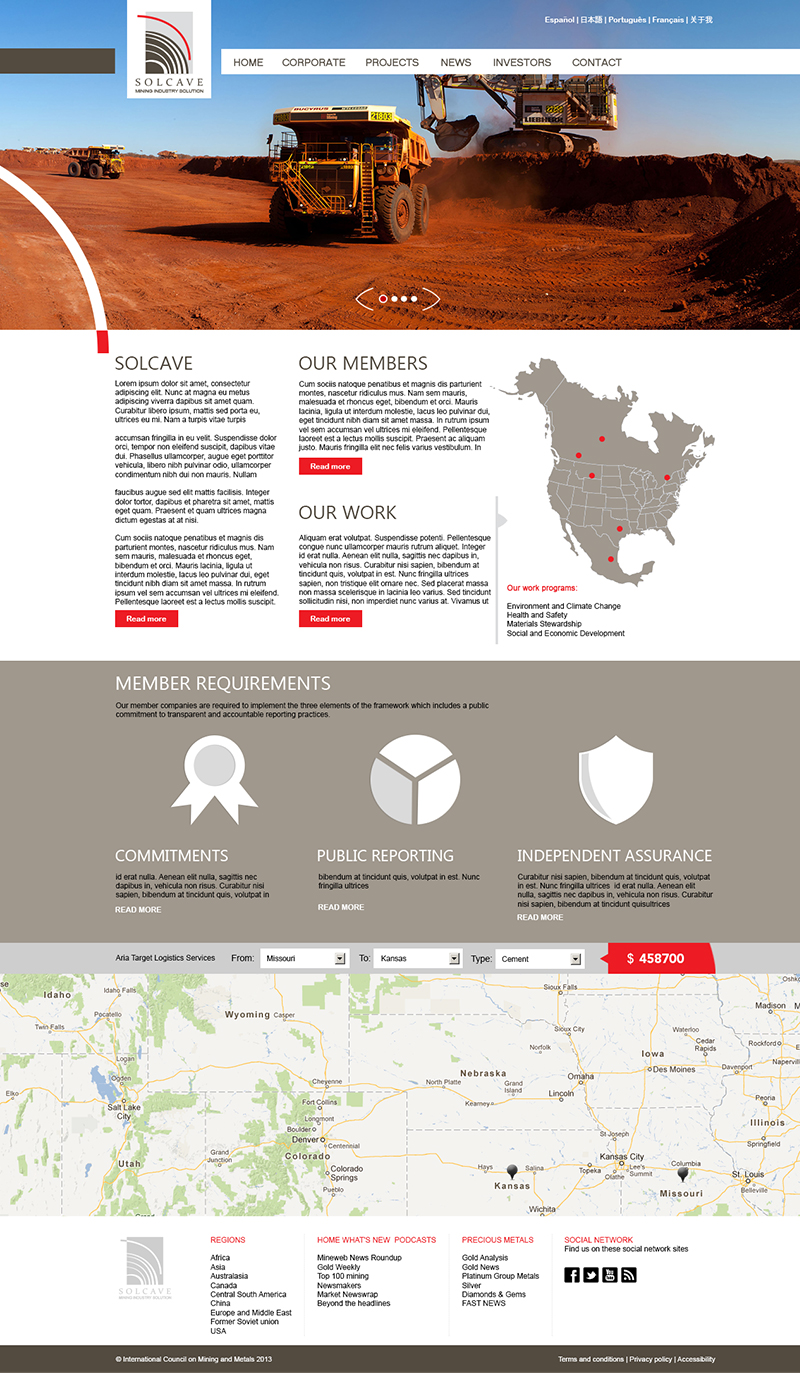 Español | 日本語 | Português | Français | 关于我
SOLCAVE
MINING INDUSTRY SOLUTION
HOME CORPORATE PROJECTS NEWS INVESTORS CONTACT
BUCYRUS
21803
LIEBHERR
SOLCAVE
Lorem ipsum dolor sit amet, consectetur
adipiscing elit. Nunc at magna eu metus
adipiscing viverra dapibus sit amet quam.
Curabitur libero ipsum, mattis sed porta eu,
ultrices eu mi. Nam a turpis vitae turpis
accumsan fringilla in eu velit. Suspendisse dolor
orci, tempor non eleifend suscipit, dapibus vitae
dui. Phasellus ullamcorper, augue eget porttitor
vehicula, libero nibh pulvinar odio, ullamcorper
condimentum nibh dui non mauris. Nullam
faucibus augue sed elit mattis facilisis. Integer
dolor tortor, dapibus et pharetra sit amet, mattis
eget quam. Praesent et quam ultrices magna
dictum egestas at at nisi.
Cum sociis natoque penatibus et magnis dis
parturient montes, nascetur ridiculus mus. Nam
sem mauris, malesuada et rhoncus eget,
bibendum et orci. Mauris lacinia, ligula ut
interdum molestie, lacus leo pulvinar dui, eget
tincidunt nibh diam sit amet massa. In rutrum
ipsum vel sem accumsan vel ultrices mi eleifend.
Pellentesque laoreet est a lectus mollis suscipit.
Read more
OUR MEMBERS
Cum sociis natoque penatibus et magnis dis parturient
montes, nascetur ridiculus mus. Nam sem mauris,
malesuada et rhoncus eget, bibendum et orci. Mauris
lacinia, ligula ut interdum molestie, lacus leo pulvinar dui,
eget tincidunt nibh diam sit amet massa. In rutrum ipsum
vel sem accumsan vel ultrices mi eleifend. Pellentesque
laoreet est a lectus mollis suscipit. Praesent ac aliquam
justo. Mauris fringilla elit nec felis varius vestibulum. In
Read more
OUR WORK
Aliquam erat volutpat. Suspendisse potenti. Pellentesque
congue nunc ullamcorper mauris rutrum aliquet. Integer
id erat nulla. Aenean elit nulla, sagittis nec dapibus in,
vehicula non risus. Curabitur nisi sapien, bibendum at
tincidunt quis, volutpat in est. Nunc fringilla ultrices
sapien, non tristique elit ornare nec. Sed placerat massa
non massa scelerisque in lacinia leo varius. Sed tincidunt
sollicitudin nisi, non imperdiet nunc varius at. Vivamus ut
Read more
Our work programs:
Environment and Climate Change
Health and Safety
Materials Stewardship
Social and Economic Development
MEMBER REQUIREMENTS
Our member companies are required to implement the three elements of the framework which includes a public
commitment to transparent and accountable reporting practices.
COMMITMENTS
id erat nulla. Aenean elit nulla, sagittis nec
dapibus in, vehicula non risus. Curabitur nisi
sapien, bibendum at tincidunt quis, volutpat in
READ MORE
PUBLIC REPORTING
bibendum at tincidunt quis, volutpat in est. Nunc
fringilla ultrices
READ MORE
INDEPENDENT ASSURANCE
Curabitur nisi sapien, bibendum at tincidunt quis, volutpat
in est. Nunc fringilla ultrices id erat nulla. Aenean elit
nulla, sagittis nec dapibus in, vehicula non risus. Curabitur
nisi sapien, bibendum at tincidunt quisultrices
READ MORE
Aria Target Logistics Services From: Missouri To: Kansas Type: Cement $ 458700
Idaho
Idaho Falls
Pocatello
Twin Falls
Wyoming
Casper
Logan
Ogden
Elko
Salt Lake
City
Utah
Cheyenne
Fort Collins
Longmont
Boulder
Denver
Centennial
Grand
Junction
Colorado
Colorado
Springs
Pueblo
Sioux Falls
Sioux City
Norfolk
Nebraska
North Platte
Grand
Island
Kearney
Omaha
Lincoln
Iowa
Des Moines
Waterloo
Cedar
Rapids
Davenport
Madison
Rockford
Peoria
Illinois
Springfield
St Joseph
Kansas City
Topeka
Lee's
Summit
Olathe
Hays
Salina
Kansas
Wichita
Columbia
Missouri
St. Louis
Belleville
SOLCAVE
MINING INDUSTRY SOLUTION
REGIONS
Africa
Asia
Australasia
Canada
Central South America
China
Europe and Middle East
Former Soviet union
USA
HOME WHAT'S NEW PODCASTS
Mineweb News Roundup
Gold Weekly
Top 100 mining
Newsmakers
Market Newswrap
Beyond the headlines
PRECIOUS METALS
Gold Analysis
Gold News
Platinum Group Metals
Silver
Diamonds & Gems
FAST NEWS
SOCIAL NETWORK
Find us on these social network sites
You Tube
© International Council on Mining and Metals 2013
Terms and conditions | Privacy policy | Accessibility